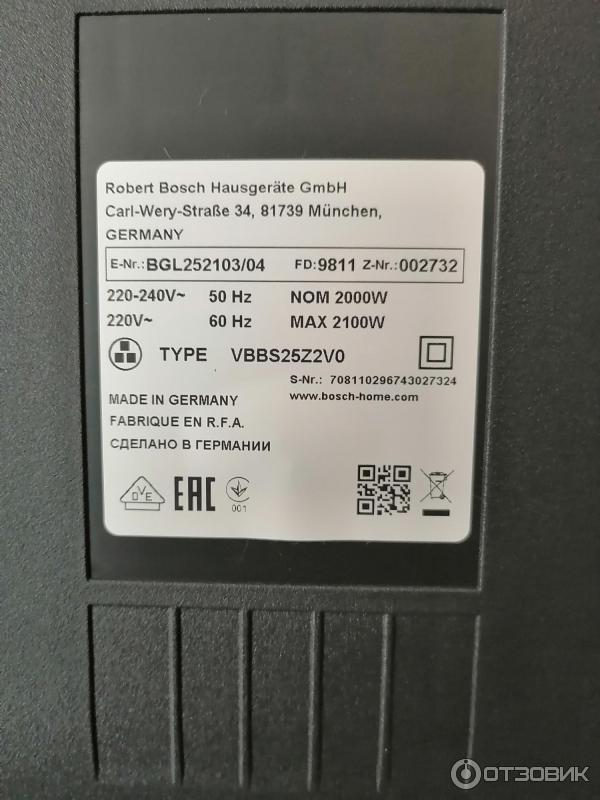 Robert Bosch Hausgeräte GmbH
Carl-Wery-Straße 34, 81739 München,
GERMANY
E-Nr.: BGL252103/04 FD: 9811 Z-Nr.: 002732
220-240V~ 50 Hz NOM 2000W
220V~ 60 Hz MAX 2100W
TYPE VBBS25Z2V0
S-Nr.: 708110296743027324
MADE IN GERMANY www.bosch-home.com
FABRIQUE EN R.F.A.
СДЕЛАНО В ГЕРМАНИИ
DVE EAC 001
ОТЗОВИК